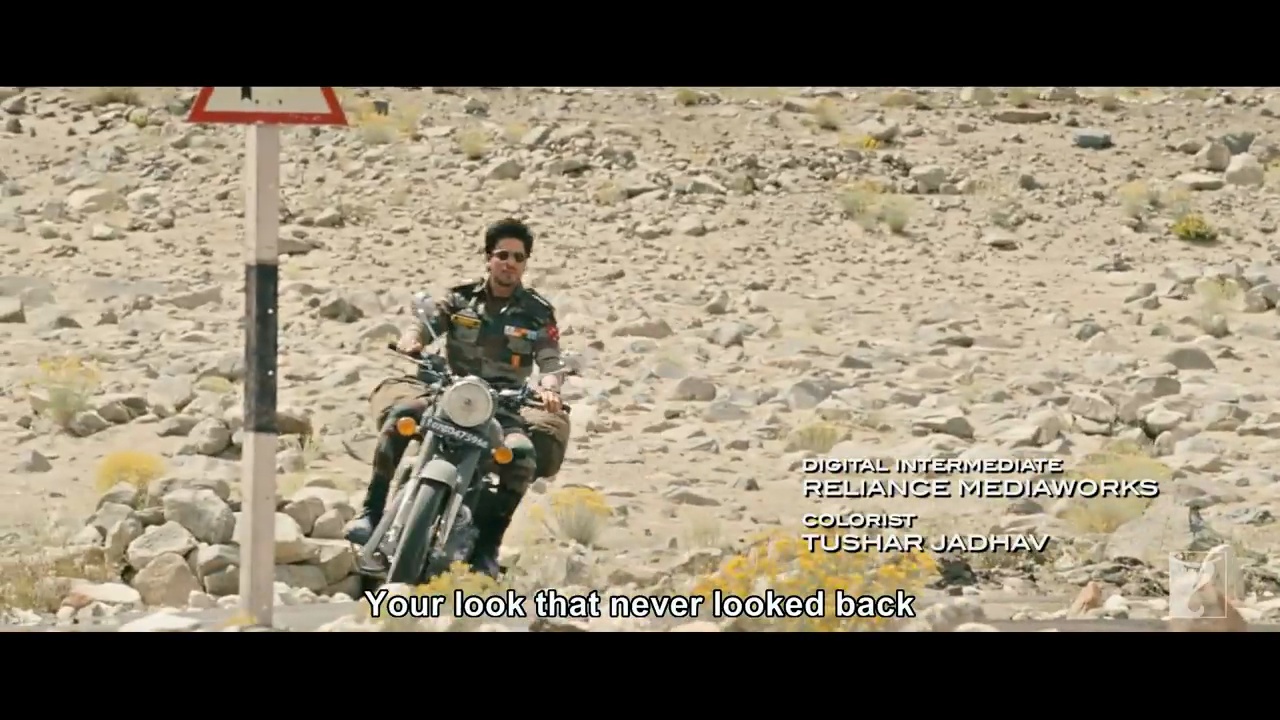 DIGITAL INTERMEDIATE
RELIANCE MEDIAWORKS
COLORIST
TUSHAR JADHAV
Your look that never looked back